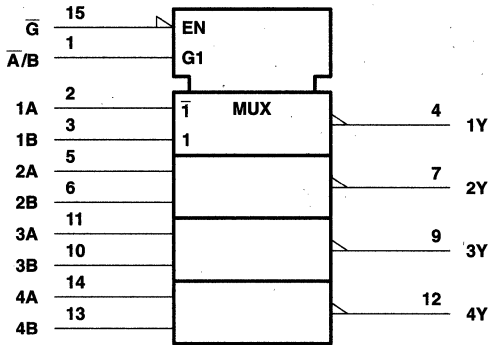 G̅ 15 EN
A̅/B 1 G1
1A 2 1̅ MUX 4 1Y
1B 3 1
2A 5 7 2Y
2B 6
3A 11 9 3Y
3B 10
4A 14 12 4Y
4B 13